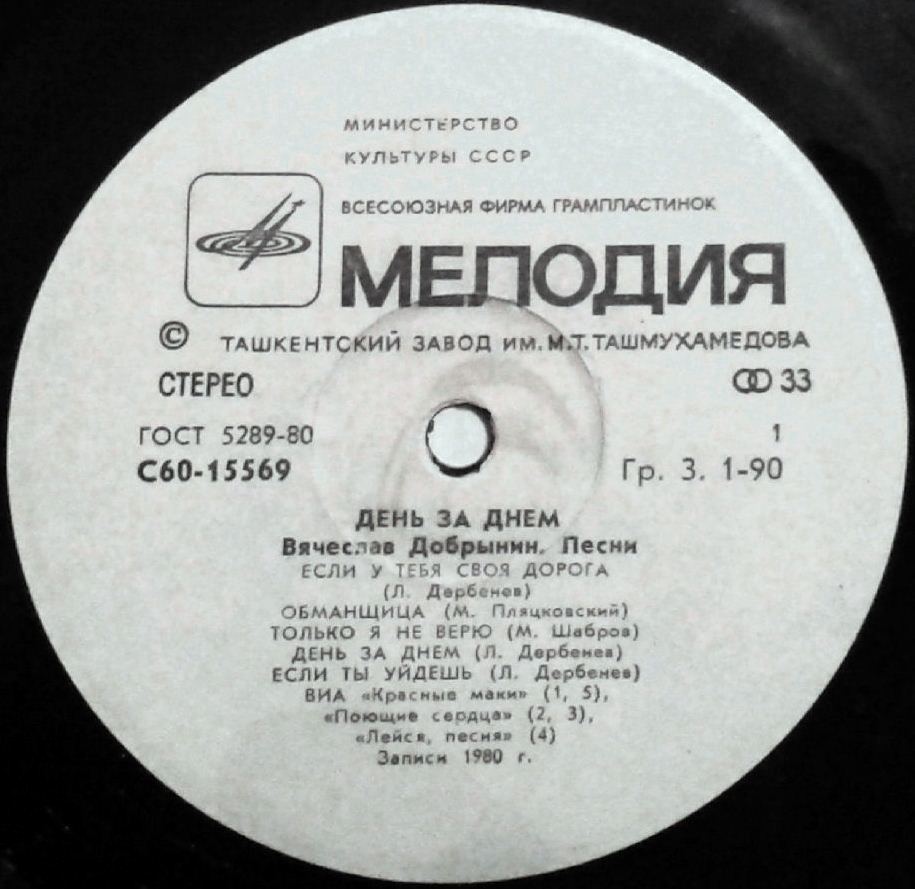 МИНИСТЕРСТВО
КУЛЬТУРЫ СССР
ВСЕСОЮЗНАЯ ФИРМА ГРАМПЛАСТИНОК
МЕЛОДИЯ
© ТАШКЕНТСКИЙ ЗАВОД ИМ. М.Т. ТАШМУХАМЕДОВА
СТЕРЕО 33
ГОСТ 5289-80 1
С60-15569 Гр. 3. 1-90
ДЕНЬ ЗА ДНЕМ
Вячеслав Добрынин. Песни
ЕСЛИ У ТЕБЯ СВОЯ ДОРОГА
(Л. Дербенев)
ОБМАНЩИЦА (М. Пляцковский)
ТОЛЬКО Я НЕ ВЕРЮ (М. Шабров)
ДЕНЬ ЗА ДНЕМ (Л. Дербенев)
ЕСЛИ ТЫ УЙДЕШЬ (Л. Дербенев)
ВИА «Красные маки» (1, 5),
«Поющие сердца» (2, 3),
«Лейся, песня» (4)
Записи 1980 г.